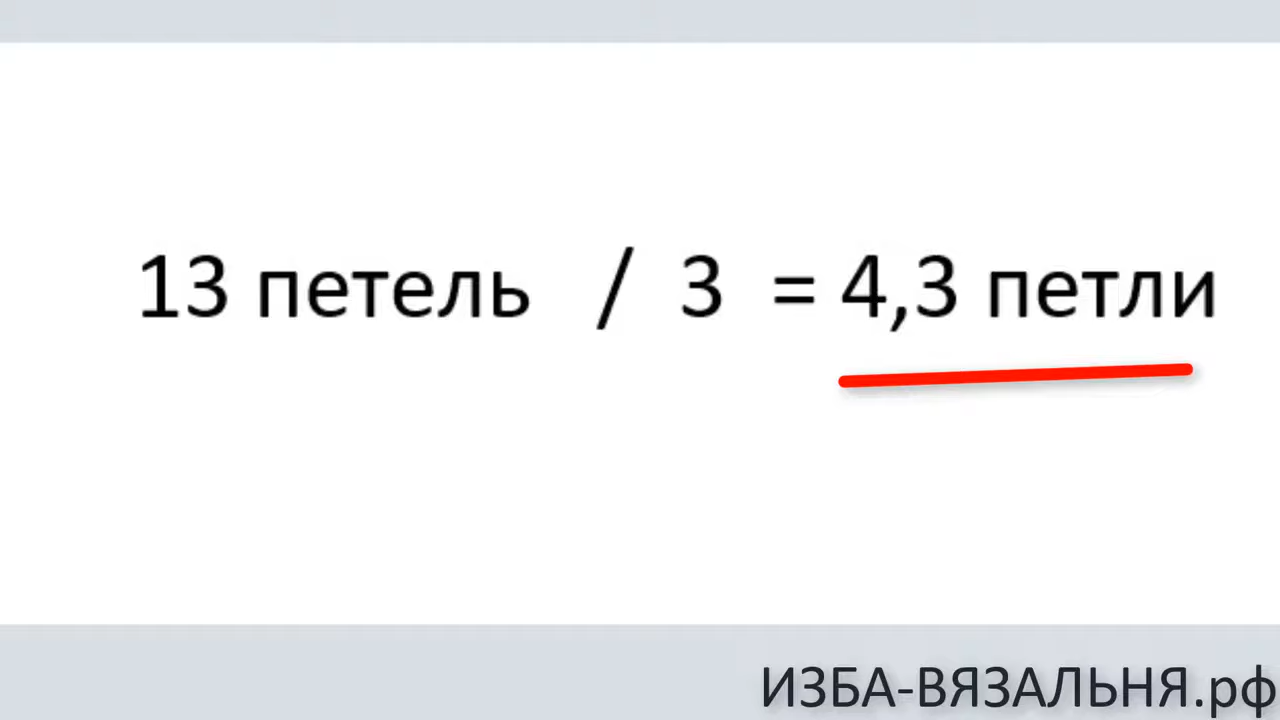 13 петель / 3 = 4,3 петли
ИЗБА-ВЯЗАЛЬНЯ.рф